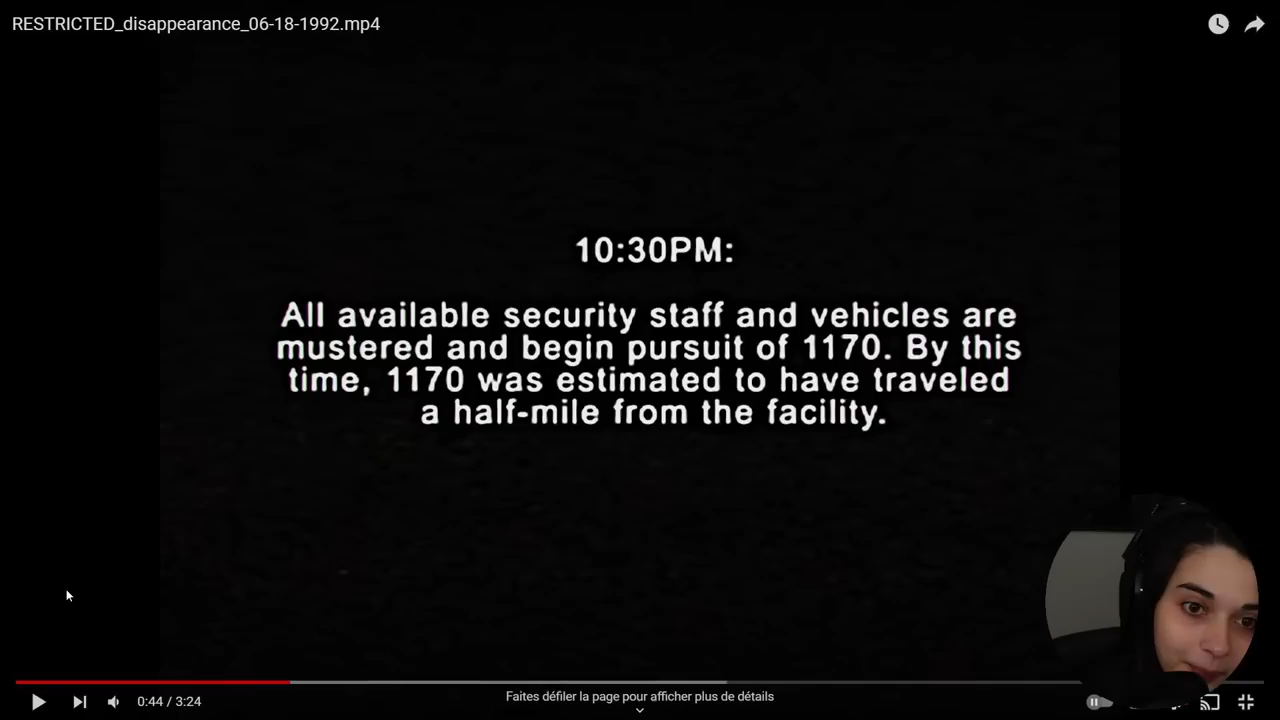 RESTRICTED_disappearance_06-18-1992.mp4
10:30PM:
All available security staff and vehicles are
mustered and begin pursuit of 1170. By this
time, 1170 was estimated to have traveled
a half-mile from the facility.
0:44 / 3:24
Faites défiler la page pour afficher plus de détails